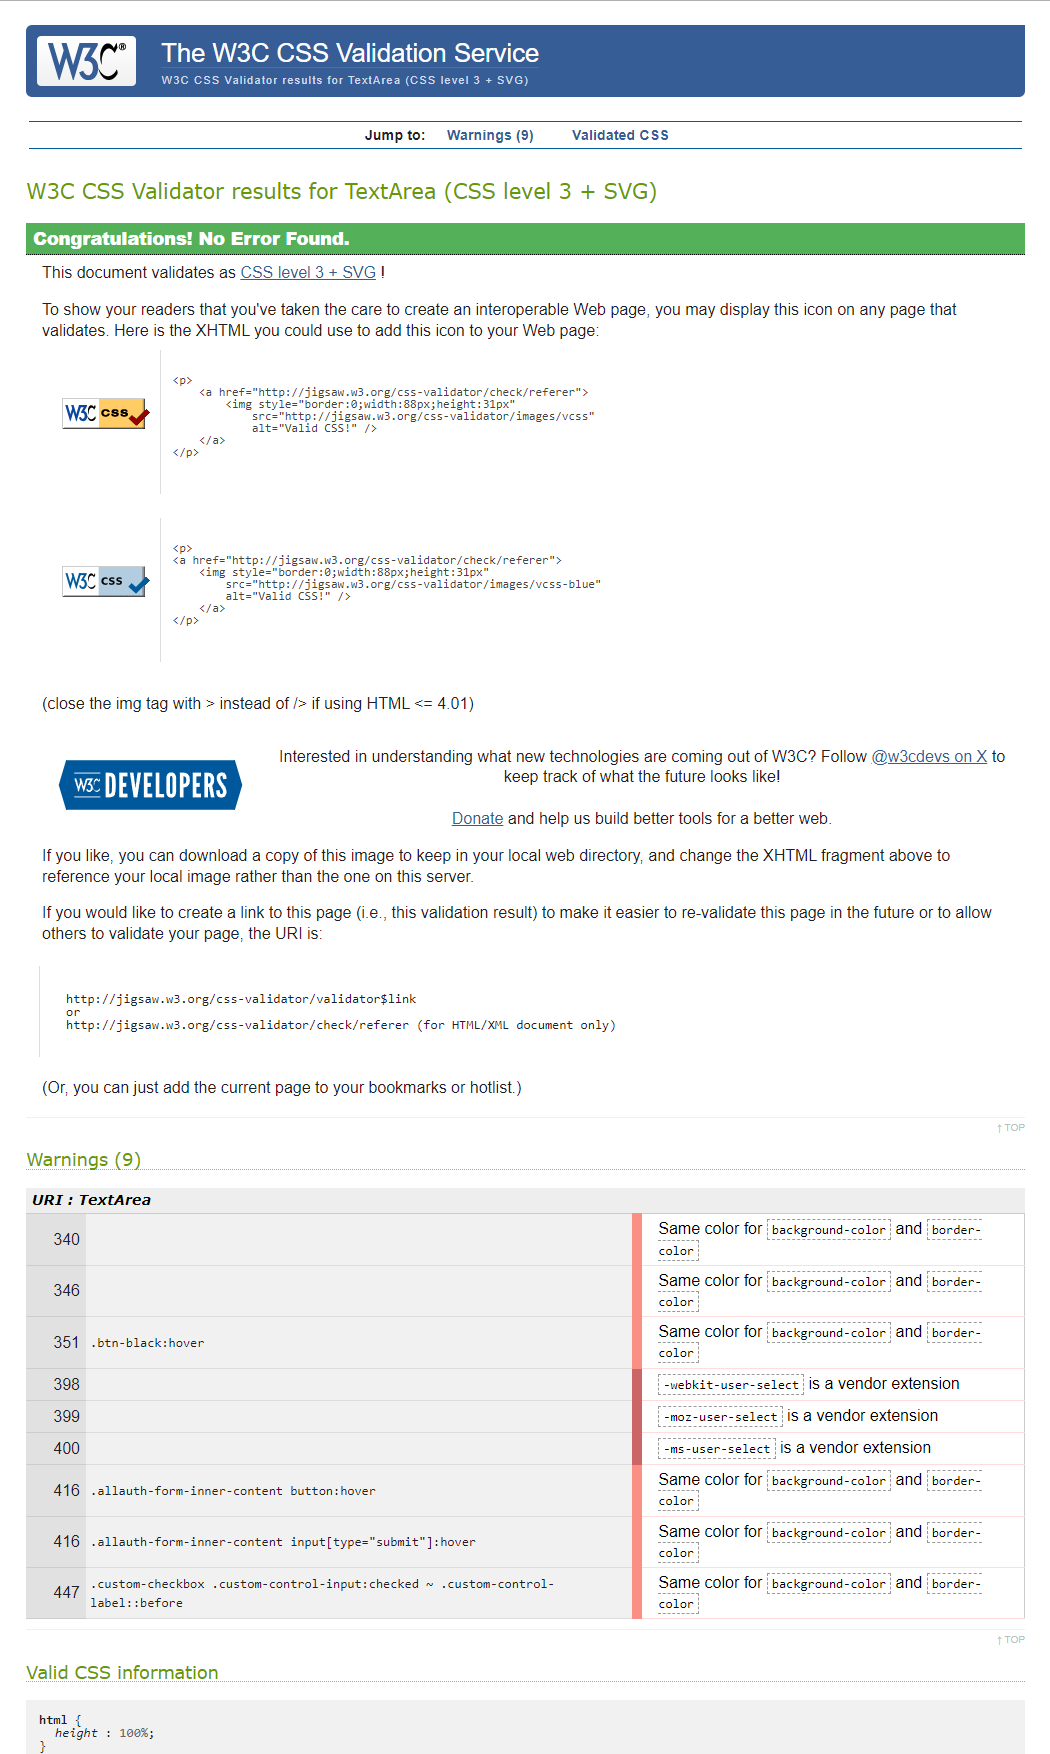 W3C®
The W3C CSS Validation Service
W3C CSS Validator results for TextArea (CSS level 3 + SVG)
Jump to: Warnings (9) Validated CSS
W3C CSS Validator results for TextArea (CSS level 3 + SVG)
Congratulations! No Error Found.
This document validates as CSS level 3 + SVG !
To show your readers that you've taken the care to create an interoperable Web page, you may display this icon on any page that
validates. Here is the XHTML you could use to add this icon to your Web page:
W3C css
<p>
    <a href="http://jigsaw.w3.org/css-validator/check/referer">
        <img style="border:0;width:88px;height:31px"
            src="http://jigsaw.w3.org/css-validator/images/vcss"
            alt="Valid CSS!" />
    </a>
</p>
W3C css
<p>
<a href="http://jigsaw.w3.org/css-validator/check/referer">
    <img style="border:0;width:88px;height:31px"
        src="http://jigsaw.w3.org/css-validator/images/vcss-blue"
        alt="Valid CSS!" />
    </a>
</p>
(close the img tag with > instead of /> if using HTML <= 4.01)
W3C DEVELOPERS
Interested in understanding what new technologies are coming out of W3C? Follow @w3cdevs on X to
keep track of what the future looks like!
Donate and help us build better tools for a better web.
If you like, you can download a copy of this image to keep in your local web directory, and change the XHTML fragment above to
reference your local image rather than the one on this server.
If you would like to create a link to this page (i.e., this validation result) to make it easier to re-validate this page in the future or to allow
others to validate your page, the URI is:
http://jigsaw.w3.org/css-validator/validator$link
or
http://jigsaw.w3.org/css-validator/check/referer (for HTML/XML document only)
(Or, you can just add the current page to your bookmarks or hotlist.)
↑ TOP
Warnings (9)
URI : TextArea
340 Same color for background-color and border-
color
346 Same color for background-color and border-
color
351 .btn-black:hover Same color for background-color and border-
color
398 -webkit-user-select is a vendor extension
399 -moz-user-select is a vendor extension
400 -ms-user-select is a vendor extension
416 .allauth-form-inner-content button:hover Same color for background-color and border-
color
416 .allauth-form-inner-content input[type="submit"]:hover Same color for background-color and border-
color
447 .custom-checkbox .custom-control-input:checked ~ .custom-control- Same color for background-color and border-
label::before color
↑ TOP
Valid CSS information
html {
  height : 100%;
}